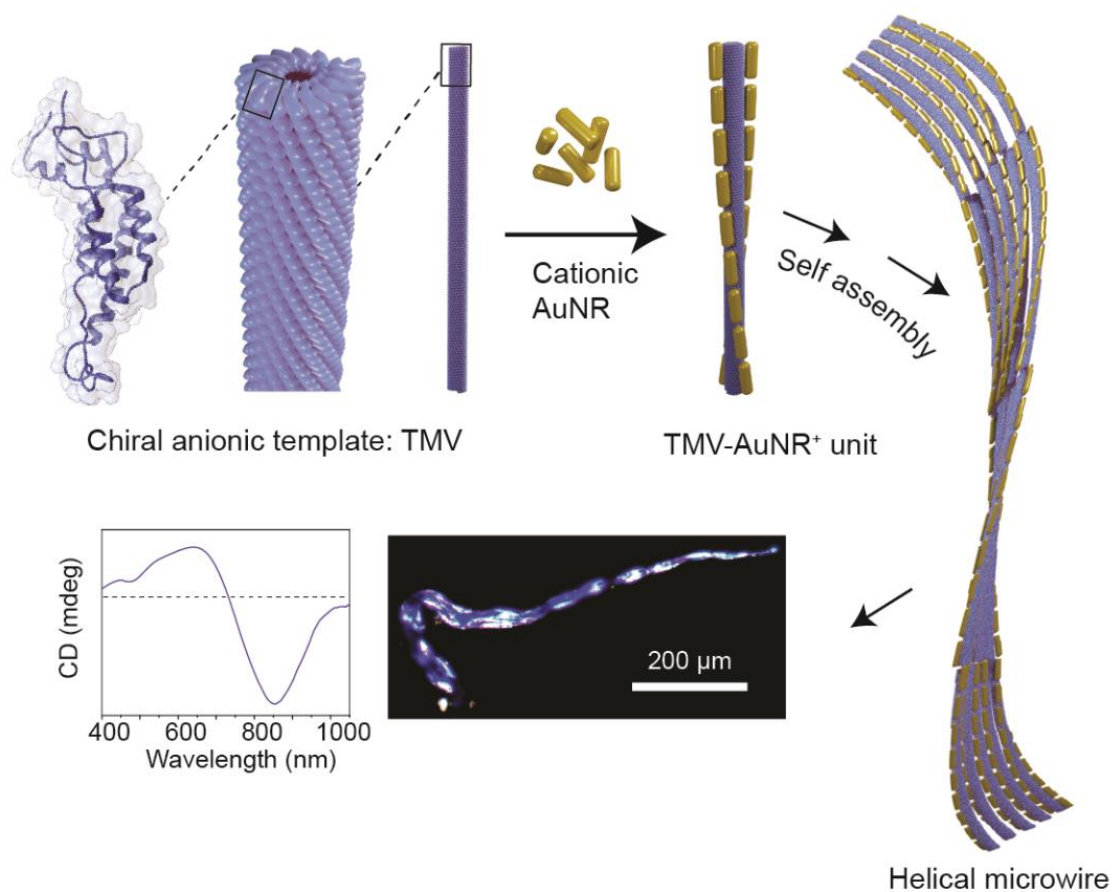 Cationic
AuNR
Self assembly
Chiral anionic template: TMV
TMV-AuNR⁺ unit
CD (mdeg)
400 600 800 1000
Wavelength (nm)
200 µm
Helical microwire